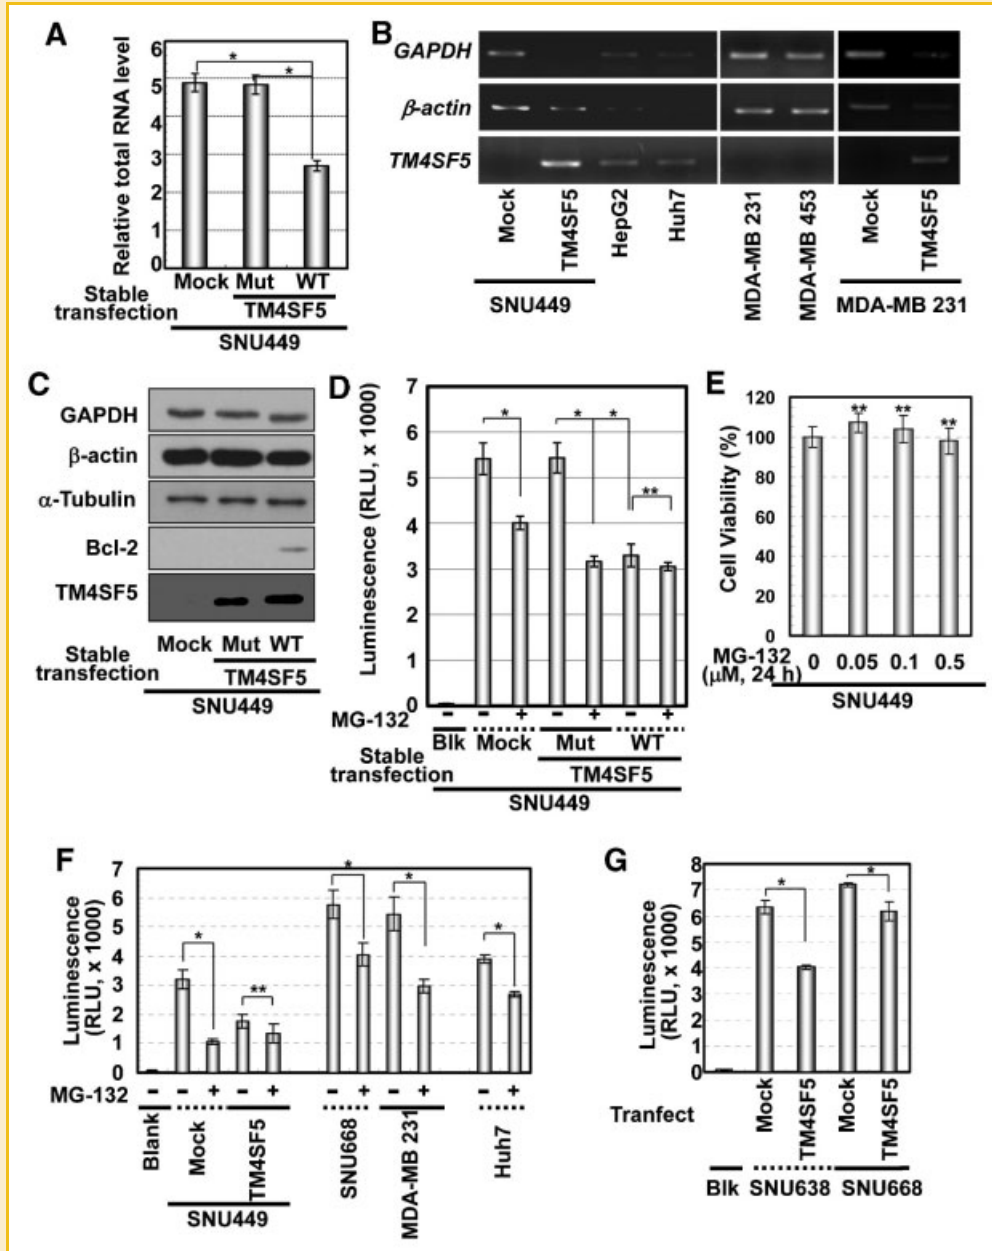 A
Relative total RNA level
6
5
4
3
2
1
0
*
*
Mock Mut WT
Stable
transfection
TM4SF5
SNU449
B
GAPDH
β-actin
TM4SF5
Mock
TM4SF5
HepG2
Huh7
MDA-MB 231
MDA-MB 453
Mock
TM4SF5
SNU449
MDA-MB 231
C
GAPDH
β-actin
α-Tubulin
Bcl-2
TM4SF5
Mock Mut WT
Stable
transfection
TM4SF5
SNU449
D
Luminescence (RLU, x 1000)
7
6
5
4
3
2
1
0
*
* *
**
MG-132 − − + − + − +
Blk Mock Mut WT
Stable
transfection
TM4SF5
SNU449
E
Cell Viability (%)
120
100
80
60
40
20
0
** ** **
MG-132
(μM, 24 h)
0 0.05 0.1 0.5
SNU449
F
Luminescence
(RLU, x 1000)
7
6
5
4
3
2
1
0
*
**
*
*
*
MG-132 − − + − + − + − + − +
Blank
Mock
TM4SF5
SNU668
MDA-MB 231
Huh7
SNU449
G
Luminescence
(RLU, x 1000)
8
7
6
5
4
3
2
1
0
*
*
Tranfect
Mock
TM4SF5
Mock
TM4SF5
Blk SNU638 SNU668